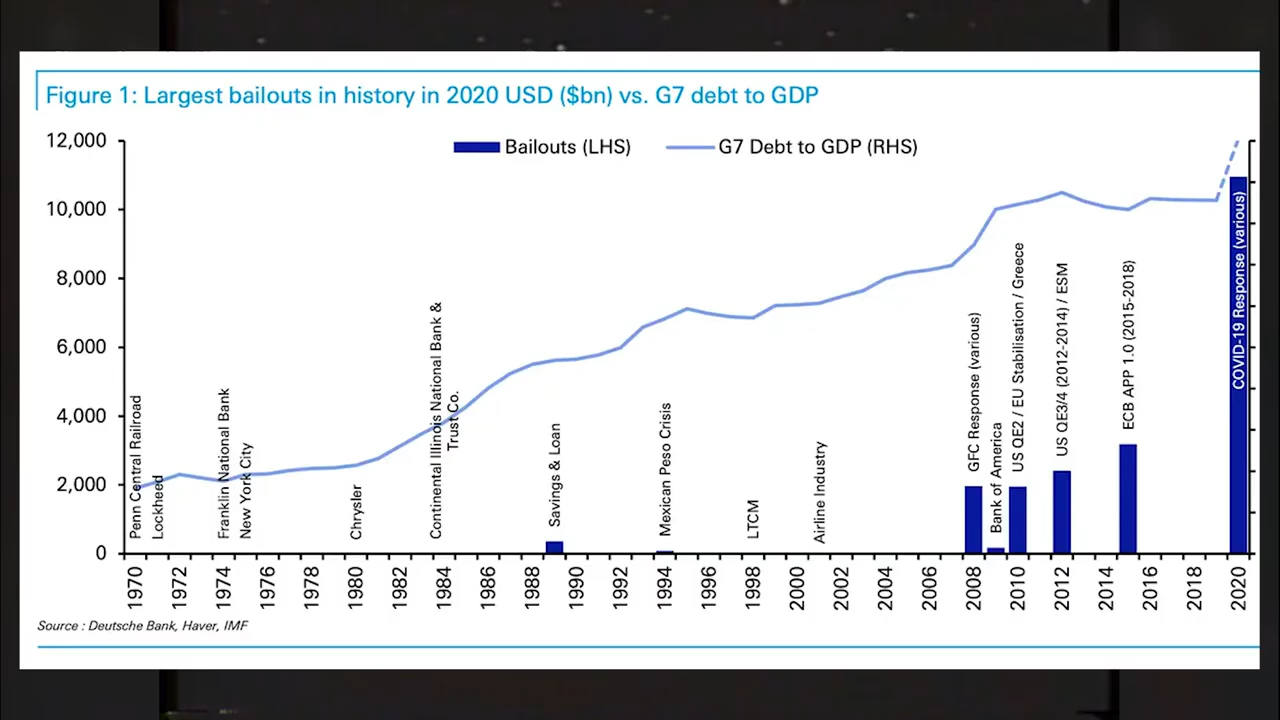 Figure 1: Largest bailouts in history in 2020 USD ($bn) vs. G7 debt to GDP
Bailouts (LHS)
G7 Debt to GDP (RHS)
12,000
10,000
8,000
6,000
4,000
2,000
0
Penn Central Railroad
Lockheed
Franklin National Bank
New York City
Chrysler
Continental Illinois National Bank &
Trust Co.
Savings & Loan
Mexican Peso Crisis
LTCM
Airline Industry
GFC Response (various)
Bank of America
US QE2 / EU Stabilisation / Greece
US QE3/4 (2012-2014) / ESM
ECB APP 1.0 (2015-2018)
COVID-19 Response (various)
1970
1972
1974
1976
1978
1980
1982
1984
1986
1988
1990
1992
1994
1996
1998
2000
2002
2004
2006
2008
2010
2012
2014
2016
2018
2020
Source : Deutsche Bank, Haver, IMF